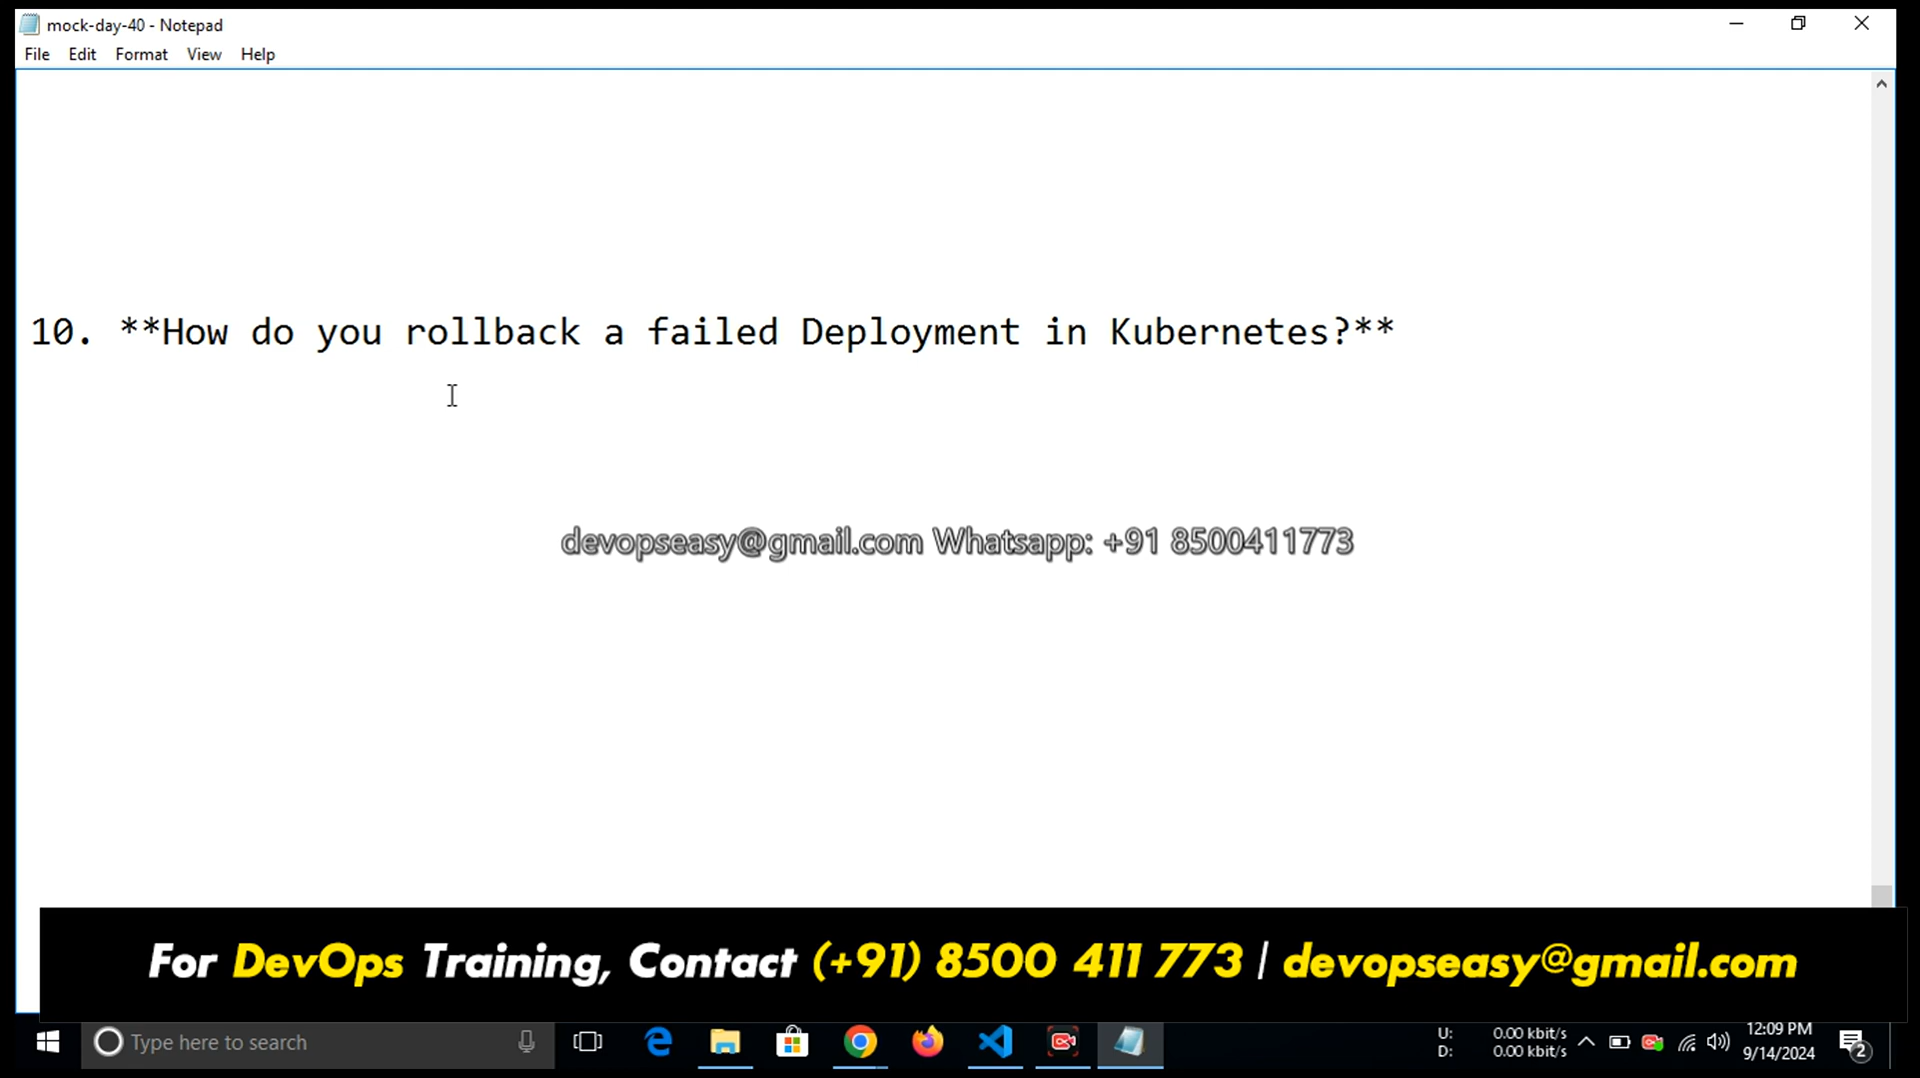 mock-day-40 - Notepad
File Edit Format View Help
10. **How do you rollback a failed Deployment in Kubernetes?**
devopseasy@gmail.com Whatsapp: +91 8500411773
For DevOps Training, Contact (+91) 8500 411 773 | devopseasy@gmail.com
Type here to search
U: 0.00 kbit/s
D: 0.00 kbit/s
12:09 PM
9/14/2024
2